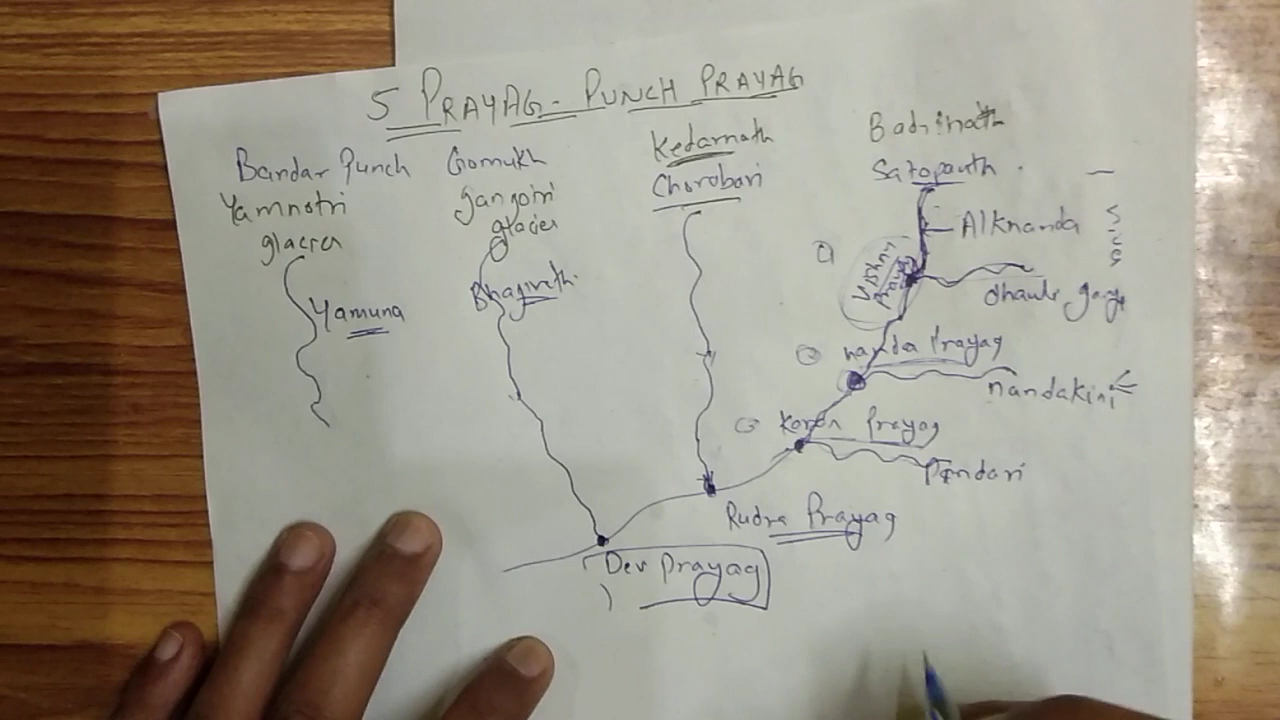 5 PRAYAG - PUNCH PRAYAG
Bandar Punch
Yamnotri
glacier
Yamuna
Gomukh
gangotri
glacier
Bhagirath
Kedarnath
Chorobari
Badrinath
Satopanth
Alknanda
Vishnu
Prayag
dhauli ganga
nanda Prayag
nandakini
Karan Prayag
Pindari
Rudra Prayag
Dev Prayag